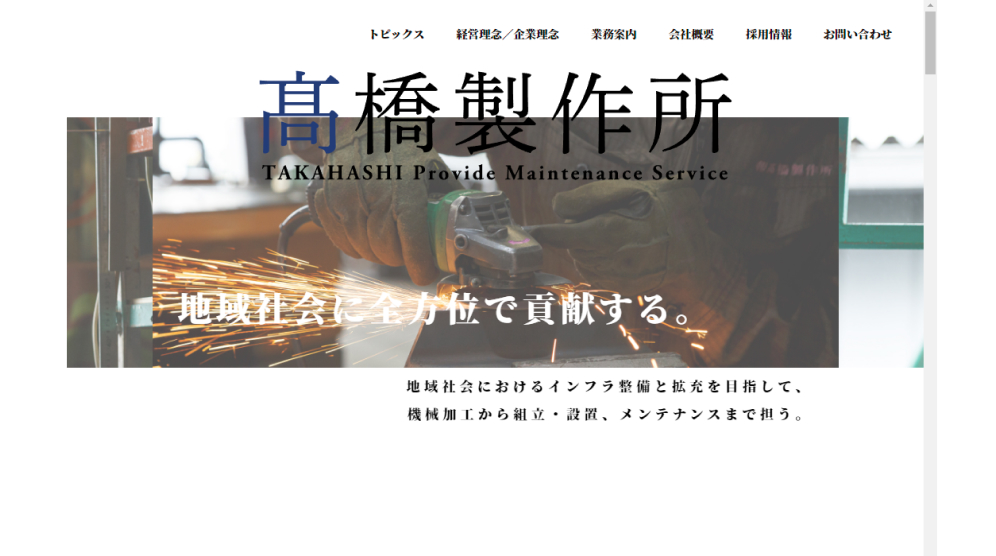 トピックス
経営理念／企業理念
業務案内
会社概要
採用情報
お問い合わせ
髙橋製作所
TAKAHASHI Provide Maintenance Service
地域社会に全方位で貢献する。
地域社会におけるインフラ整備と拡充を目指して、
機械加工から組立・設置、メンテナンスまで担う。